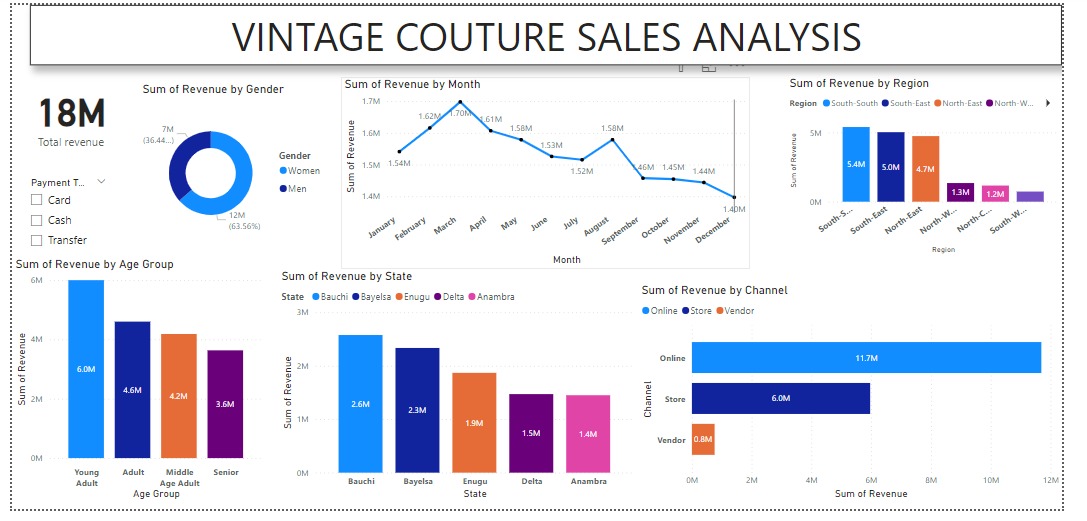 VINTAGE COUTURE SALES ANALYSIS
18M
Total revenue
Payment T...
Card
Cash
Transfer
Sum of Revenue by Gender
7M
(36.44...)
12M
(63.56%)
Gender
Women
Men
Sum of Revenue by Month
Sum of Revenue
1.7M
1.6M
1.5M
1.4M
1.54M
1.62M
1.70M
1.61M
1.58M
1.53M
1.52M
1.58M
1.46M
1.45M
1.44M
1.40M
January
February
March
April
May
June
July
August
September
October
November
December
Month
Sum of Revenue by Region
Region South-South South-East North-East North-W...
Sum of Revenue
5M
0M
5.4M
5.0M
4.7M
1.3M
1.2M
South-S...
South-East
North-East
North-W...
North-C...
South-W...
Region
Sum of Revenue by Age Group
Sum of Revenue
6M
4M
2M
0M
6.0M
4.6M
4.2M
3.6M
Young Adult
Adult
Middle Age Adult
Senior
Age Group
Sum of Revenue by State
State Bauchi Bayelsa Enugu Delta Anambra
Sum of Revenue
3M
2M
1M
0M
2.6M
2.3M
1.9M
1.5M
1.4M
Bauchi
Bayelsa
Enugu
Delta
Anambra
State
Sum of Revenue by Channel
Online Store Vendor
Channel
Online
11.7M
Store
6.0M
Vendor
0.8M
0M
2M
4M
6M
8M
10M
12M
Sum of Revenue